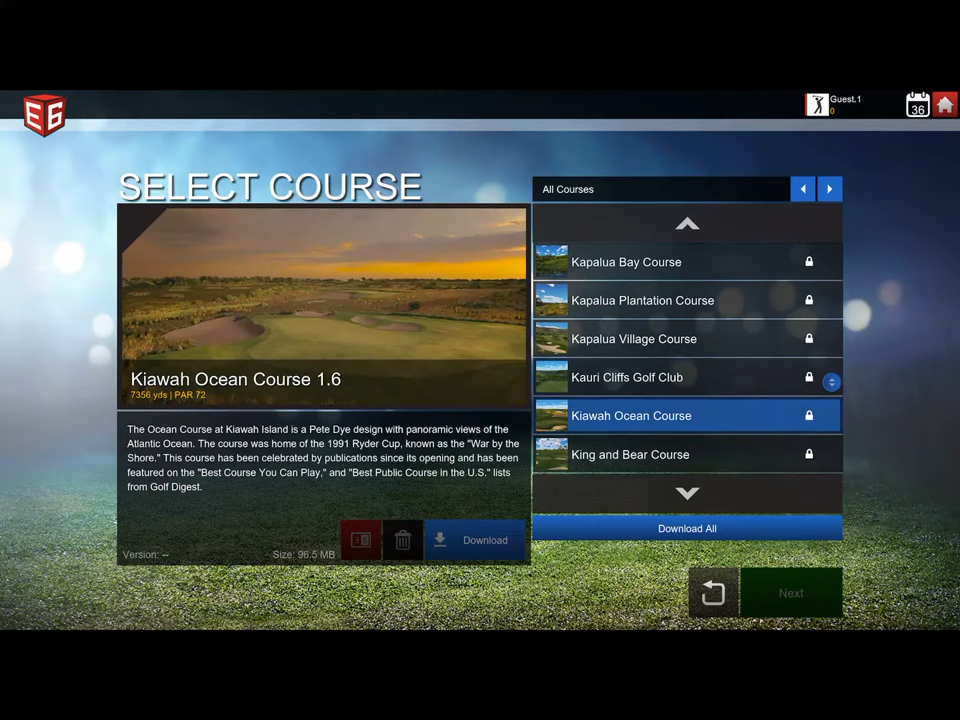 E6
Guest.1
0
36
SELECT COURSE
All Courses
Kapalua Bay Course
Kapalua Plantation Course
Kapalua Village Course
Kauri Cliffs Golf Club
Kiawah Ocean Course
King and Bear Course
Download All
Kiawah Ocean Course 1.6
7356 yds | PAR 72
The Ocean Course at Kiawah Island is a Pete Dye design with panoramic views of the
Atlantic Ocean. The course was home of the 1991 Ryder Cup, known as the "War by the
Shore." This course has been celebrated by publications since its opening and has been
featured on the "Best Course You Can Play," and "Best Public Course in the U.S." lists
from Golf Digest.
Version: --
Size: 96.5 MB
Download
Next